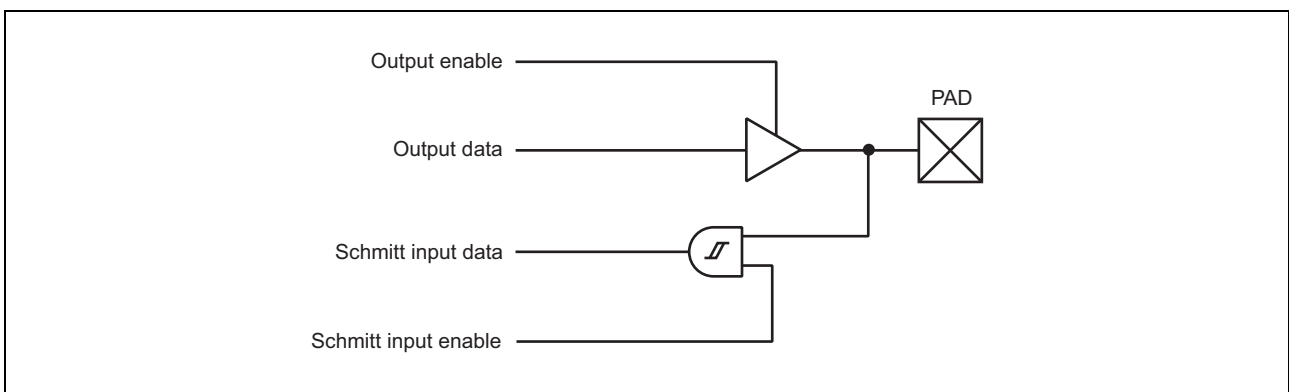 Output enable
PAD
Output data
Schmitt input data
Schmitt input enable